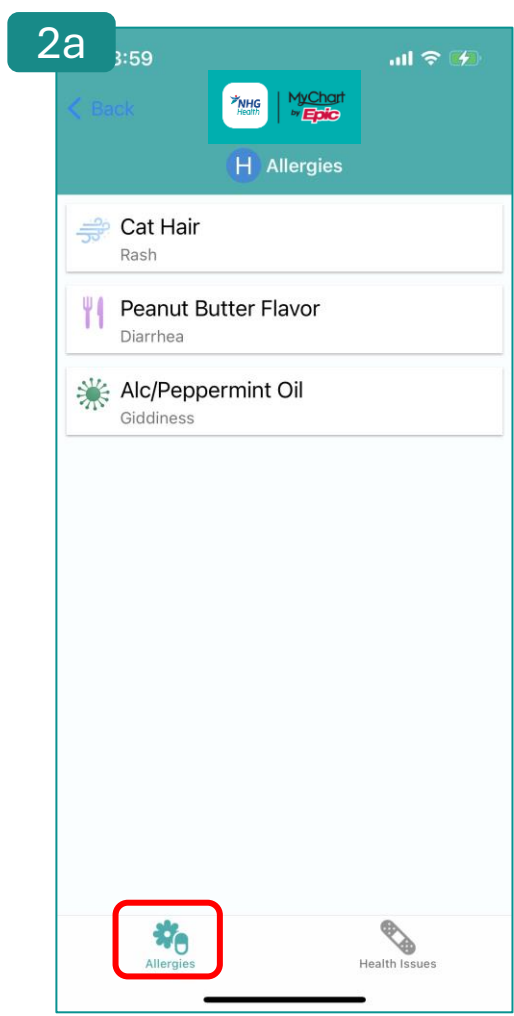 2a
3:59
Back
NHG
Health
MyChart
by Epic
H Allergies
Cat Hair
Rash
Peanut Butter Flavor
Diarrhea
Alc/Peppermint Oil
Giddiness
Allergies
Health Issues